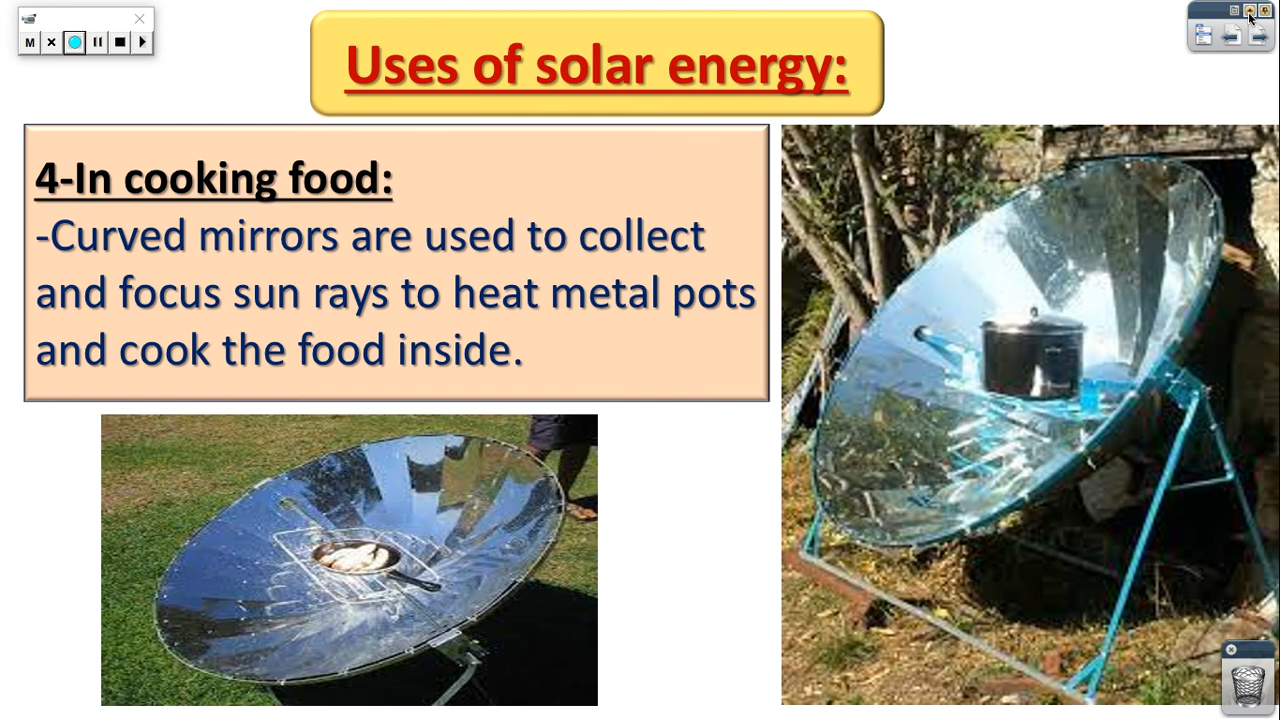 M
Uses of solar energy:
4-In cooking food:
-Curved mirrors are used to collect
and focus sun rays to heat metal pots
and cook the food inside.